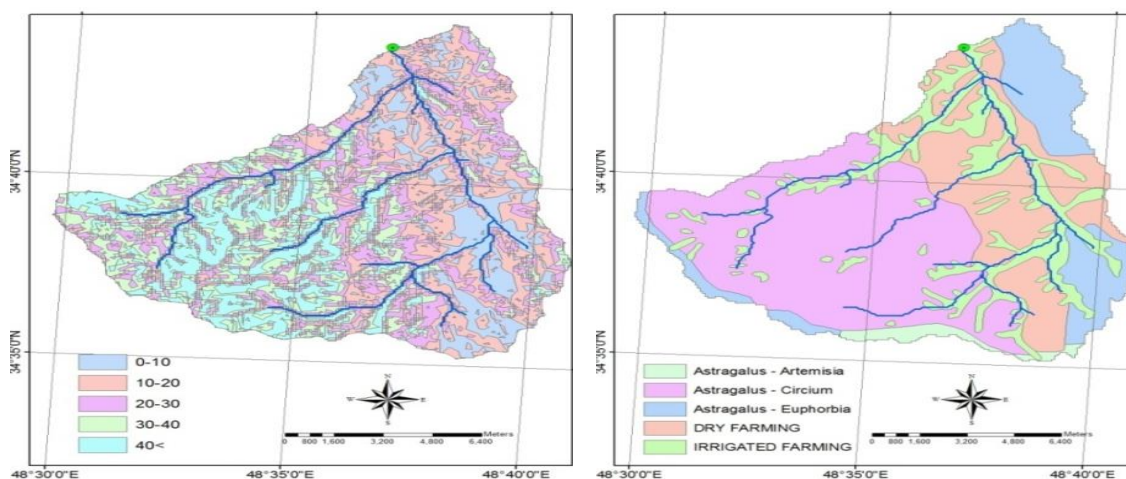 34°40'0"N
34°35'0"N
0-10
10-20
20-30
30-40
40<
N
W
E
S
Meters
0 800 1,600 3,200 4,800 6,400
48°30'0"E
48°35'0"E
48°40'0"E
34°40'0"N
34°35'0"N
Astragalus - Artemisia
Astragalus - Circium
Astragalus - Euphorbia
DRY FARMING
IRRIGATED FARMING
N
W
E
S
Meters
0 800 1,600 3,200 4,800 6,400
48°30'0"E
48°35'0"E
48°40'0"E